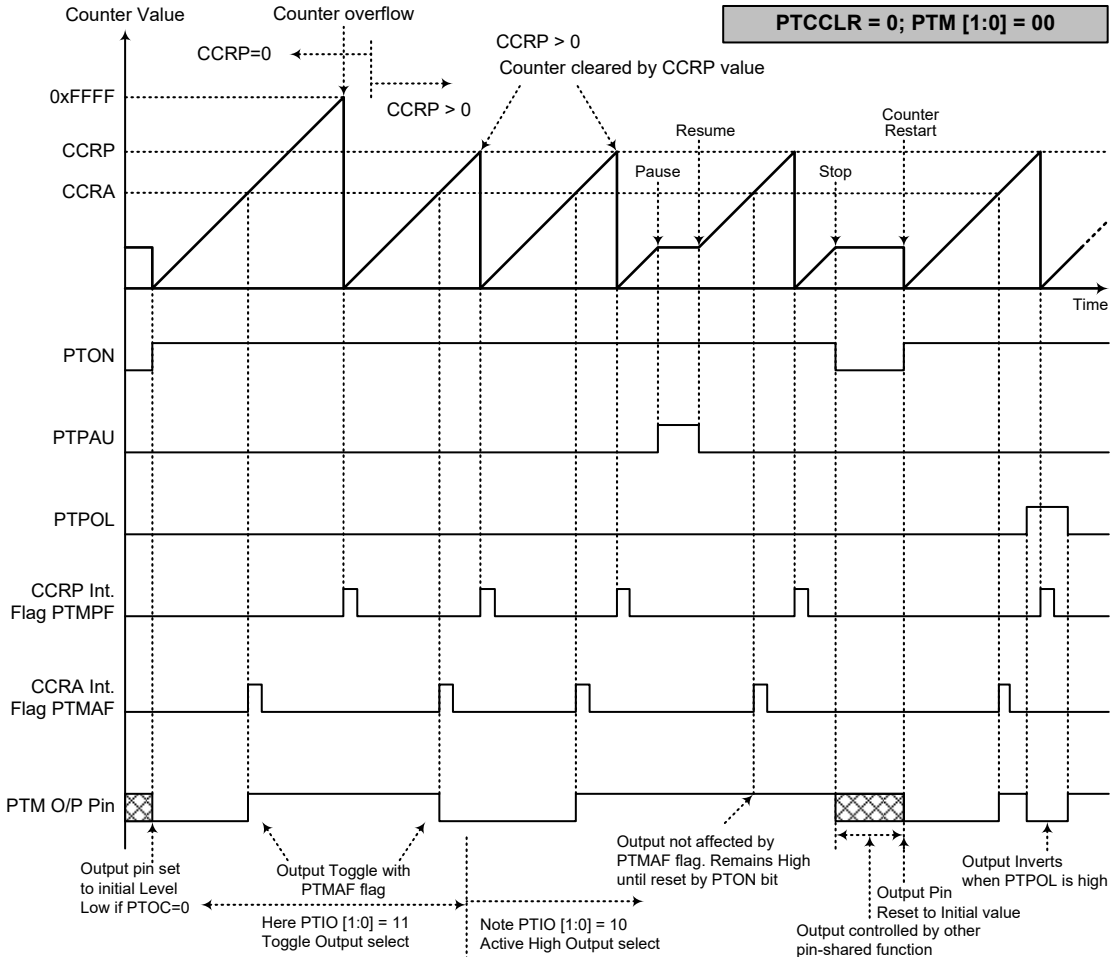 Counter Value
Counter overflow
PTCCLR = 0; PTM [1:0] = 00
CCRP=0
CCRP > 0
CCRP > 0
Counter cleared by CCRP value
0xFFFF
CCRP
CCRA
Pause
Resume
Stop
Counter
Restart
Time
PTON
PTPAU
PTPOL
CCRP Int.
Flag PTMPF
CCRA Int.
Flag PTMAF
PTM O/P Pin
Output pin set
to initial Level
Low if PTOC=0
Output Toggle with
PTMAF flag
Here PTIO [1:0] = 11
Toggle Output select
Note PTIO [1:0] = 10
Active High Output select
Output not affected by
PTMAF flag. Remains High
until reset by PTON bit
Output Pin
Reset to Initial value
Output controlled by other
pin-shared function
Output Inverts
when PTPOL is high